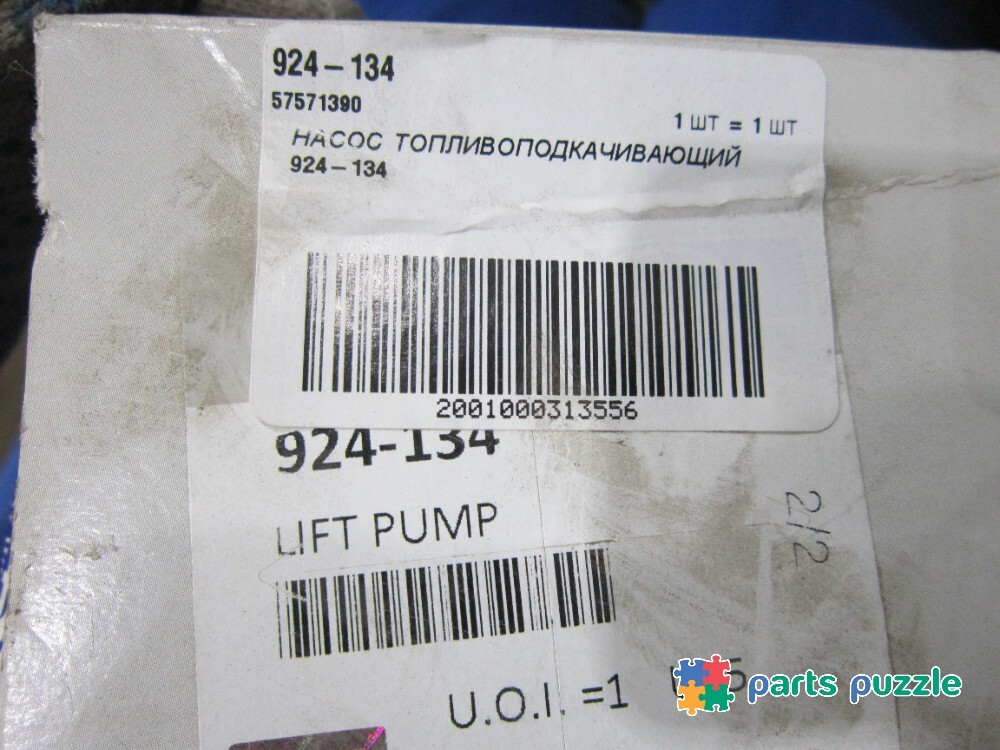 924-134
57571390
1 ШТ = 1 ШТ
НАСОС ТОПЛИВОПОДКАЧИВАЮЩИЙ
924-134
2001000313556
924-134
LIFT PUMP
2/2
U.O.I. =1
parts puzzle